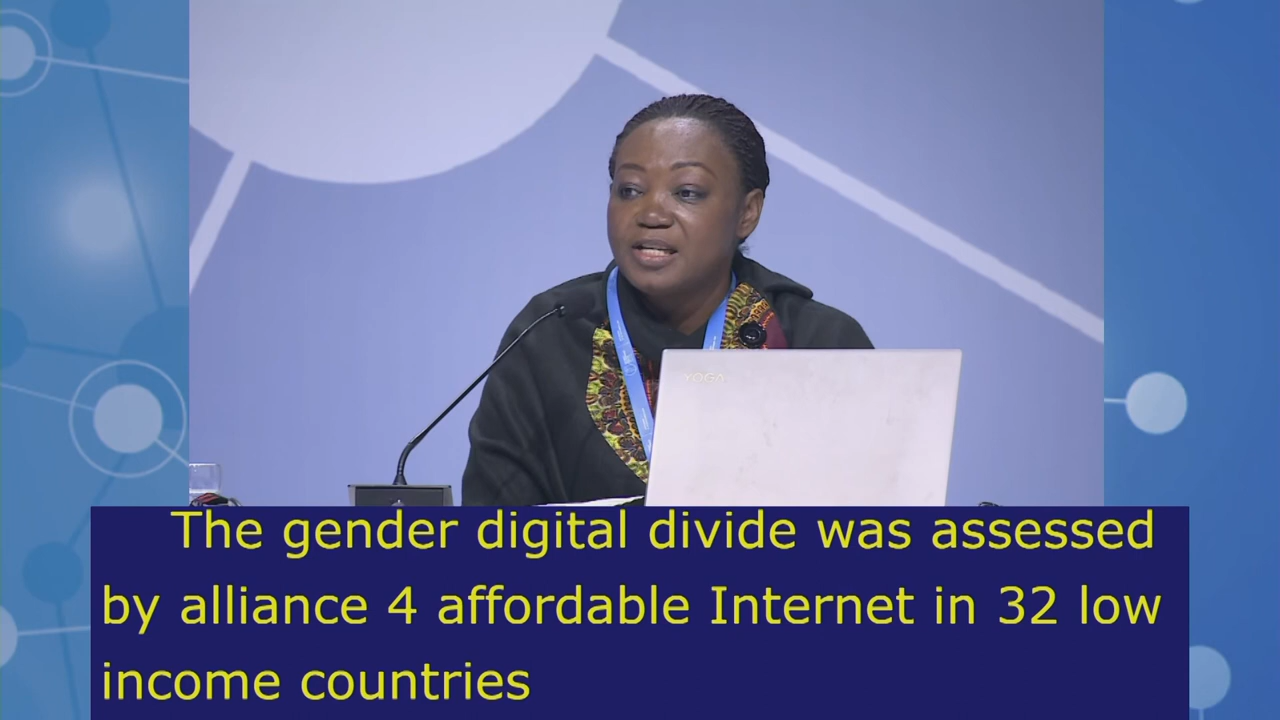 YOGA
The gender digital divide was assessed
by alliance 4 affordable Internet in 32 low
income countries